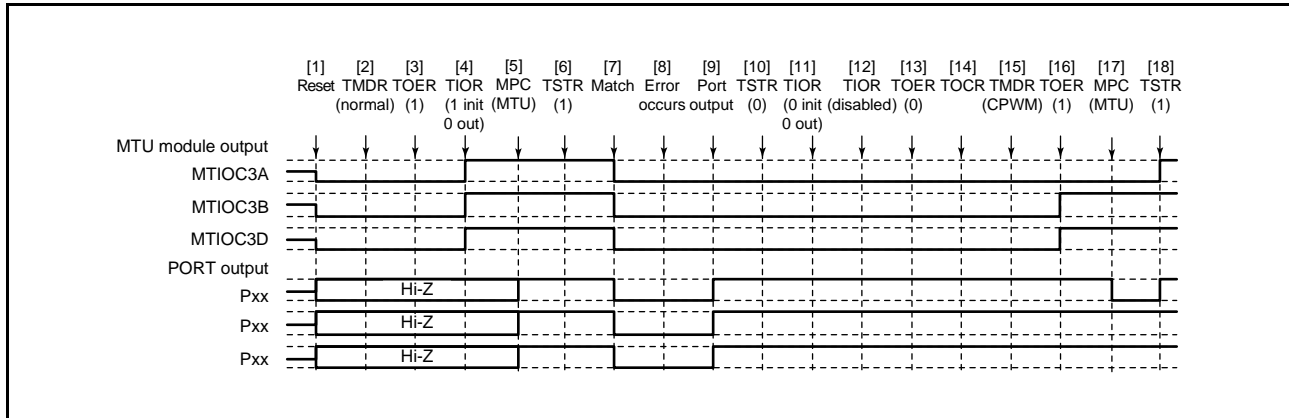 [1] [2] [3] [4] [5] [6] [7] [8] [9] [10] [11] [12] [13] [14] [15] [16] [17] [18]
Reset TMDR TOER TIOR MPC TSTR Match Error Port TSTR TIOR TIOR TOER TOCR TMDR TOER MPC TSTR
(normal) (1) (1 init (MTU) (1) occurs output (0) (0 init (disabled) (0) (CPWM) (1) (MTU) (1)
0 out) 0 out)
MTU module output
MTIOC3A
MTIOC3B
MTIOC3D
PORT output
Pxx Hi-Z
Pxx Hi-Z
Pxx Hi-Z